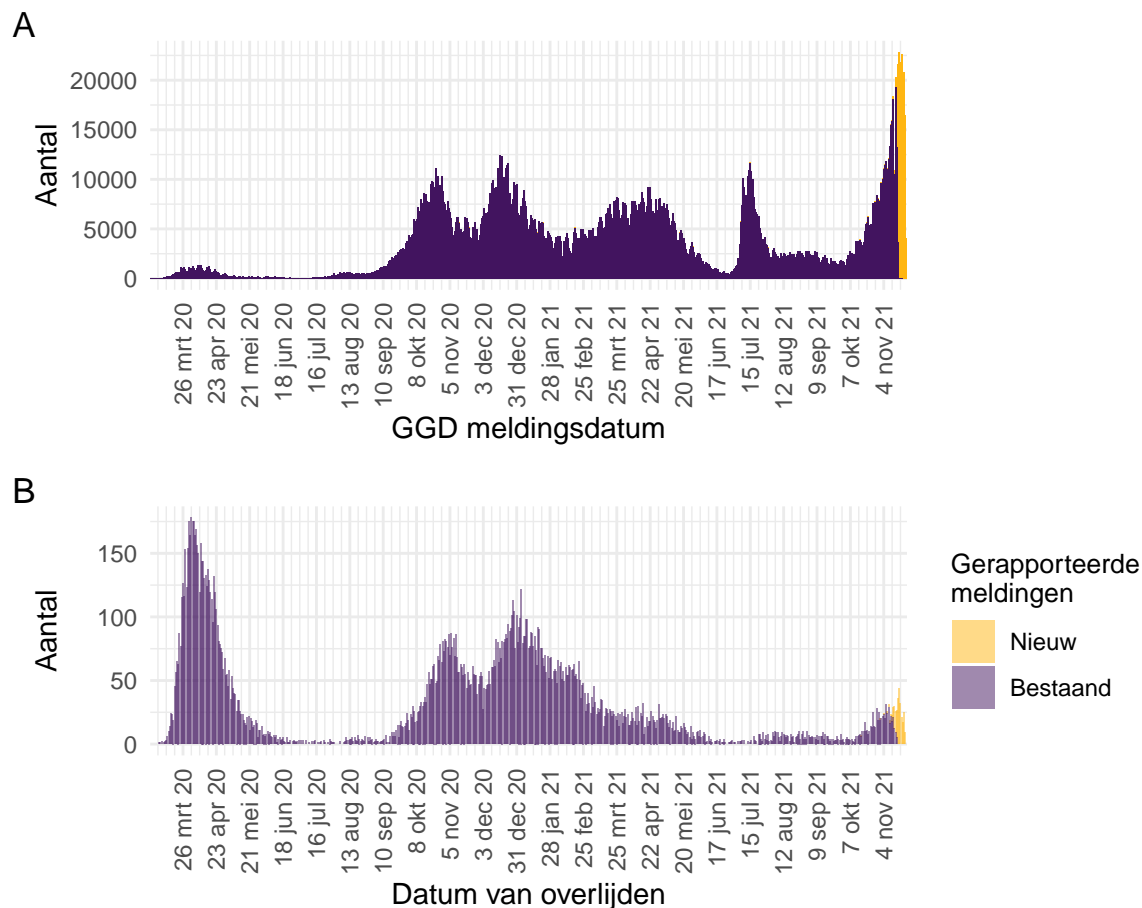 A
Aantal
20000
15000
10000
5000
0
26 mrt 20
23 apr 20
21 mei 20
18 jun 20
16 jul 20
13 aug 20
10 sep 20
8 okt 20
5 nov 20
3 dec 20
31 dec 20
28 jan 21
25 feb 21
25 mrt 21
22 apr 21
20 mei 21
17 jun 21
15 jul 21
12 aug 21
9 sep 21
7 okt 21
4 nov 21
GGD meldingsdatum
B
Aantal
150
100
50
0
26 mrt 20
23 apr 20
21 mei 20
18 jun 20
16 jul 20
13 aug 20
10 sep 20
8 okt 20
5 nov 20
3 dec 20
31 dec 20
28 jan 21
25 feb 21
25 mrt 21
22 apr 21
20 mei 21
17 jun 21
15 jul 21
12 aug 21
9 sep 21
7 okt 21
4 nov 21
Datum van overlijden
Gerapporteerde
meldingen
Nieuw
Bestaand